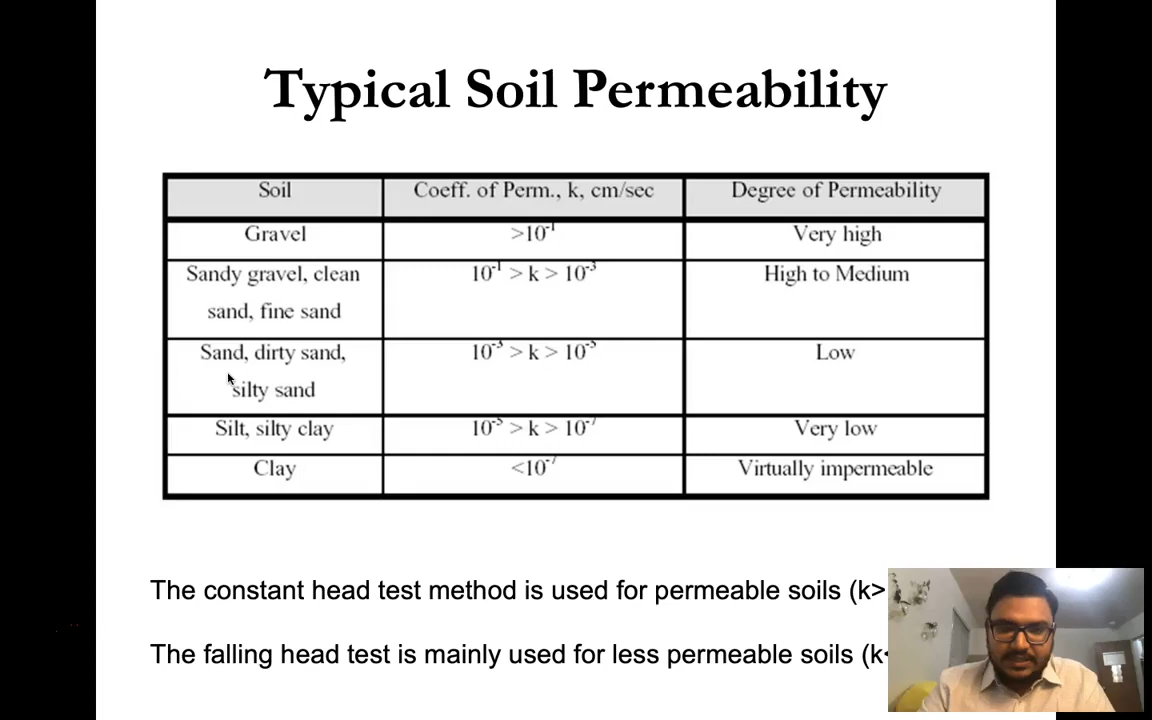 Typical Soil Permeability
Soil Coeff. of Perm., k, cm/sec Degree of Permeability
Gravel >10⁻¹ Very high
Sandy gravel, clean 10⁻¹ > k > 10⁻³ High to Medium
sand, fine sand
Sand, dirty sand, 10⁻³ > k > 10⁻⁵ Low
silty sand
Silt, silty clay 10⁻⁵ > k > 10⁻⁷ Very low
Clay <10⁻⁷ Virtually impermeable
The constant head test method is used for permeable soils (k>
The falling head test is mainly used for less permeable soils (k<